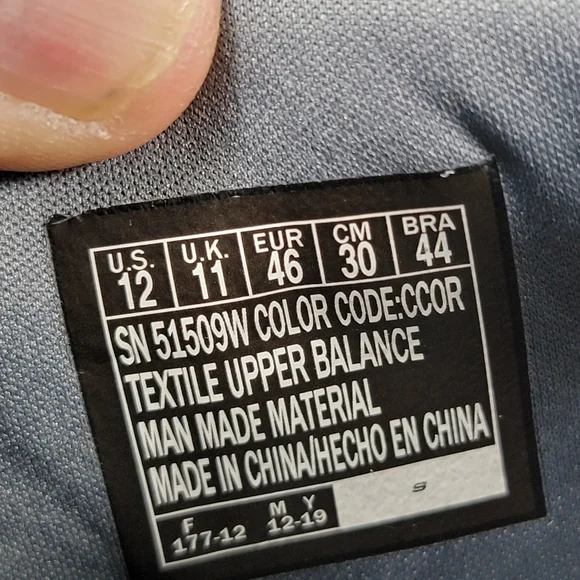 U.S. U.K. EUR CM BRA
12 11 46 30 44
SN 51509W COLOR CODE:CCOR
TEXTILE UPPER BALANCE
MAN MADE MATERIAL
MADE IN CHINA/HECHO EN CHINA
F M Y S
177-12 12-19